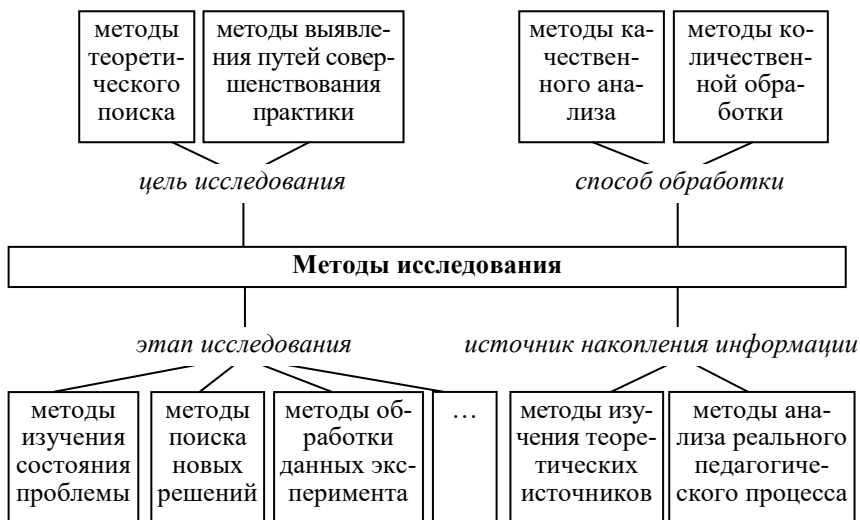 методы
теорети-
ческого
поиска
методы выявле-
ния путей совер-
шенствования
практики
методы ка-
чествен-
ного ана-
лиза
методы ко-
личествен-
ной обра-
ботки
цель исследования
способ обработки
Методы исследования
этап исследования
источник накопления информации
методы
изучения
состояния
проблемы
методы
поиска
новых
решений
методы об-
работки
данных экс-
перимента
…
методы изу-
чения теоре-
тических
источников
методы ана-
лиза реального
педагогиче-
ского процесса